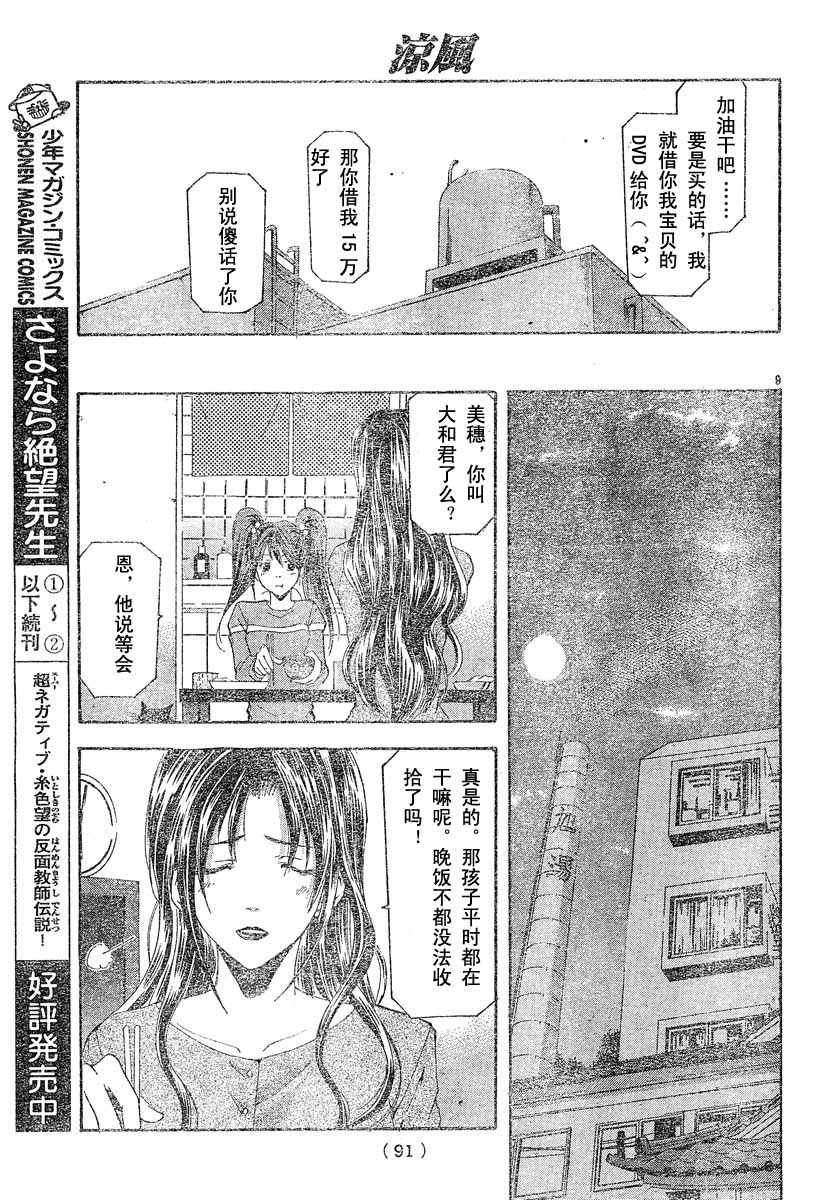 涼風
加油干吧……
要是买的话，我
就借你我宝贝的
DVD 给你（^&^）
那你借我 15 万
好了
别说傻话了你
9
美穗，你叫
大和君了么？
恩，他说等会
真是的。那孩子平时都在
干嘛呢。晚饭不都没法收
拾了吗！
湯
少年マガジン・コミックス
SHONEN MAGAZINE COMICS
さよなら絶望先生
①～②
以下続刊
超ネガティブ・糸色望の反面教師伝説！
好評発売中
（91）